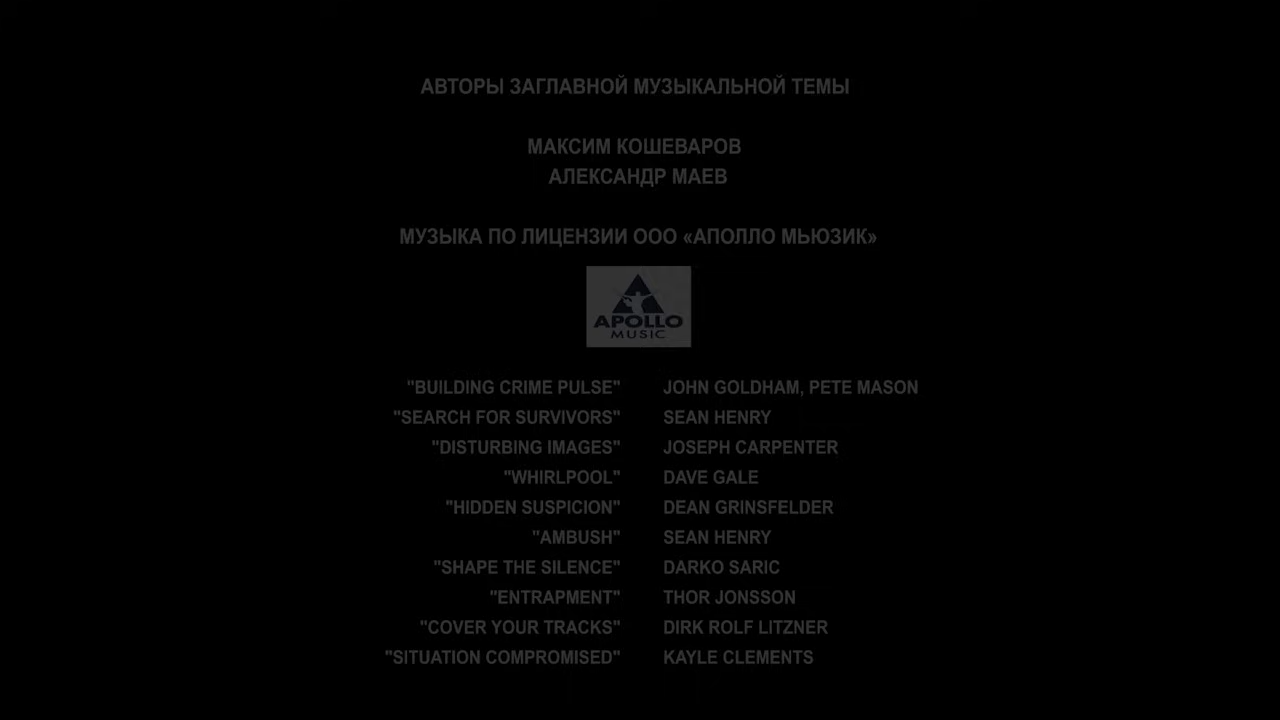 АВТОРЫ ЗАГЛАВНОЙ МУЗЫКАЛЬНОЙ ТЕМЫ
МАКСИМ КОШЕВАРОВ
АЛЕКСАНДР МАЕВ
МУЗЫКА ПО ЛИЦЕНЗИИ ООО «АПОЛЛО МЬЮЗИК»
APOLLO
MUSIC
"BUILDING CRIME PULSE" JOHN GOLDHAM, PETE MASON
"SEARCH FOR SURVIVORS" SEAN HENRY
"DISTURBING IMAGES" JOSEPH CARPENTER
"WHIRLPOOL" DAVE GALE
"HIDDEN SUSPICION" DEAN GRINSFELDER
"AMBUSH" SEAN HENRY
"SHAPE THE SILENCE" DARKO SARIC
"ENTRAPMENT" THOR JONSSON
"COVER YOUR TRACKS" DIRK ROLF LITZNER
"SITUATION COMPROMISED" KAYLE CLEMENTS